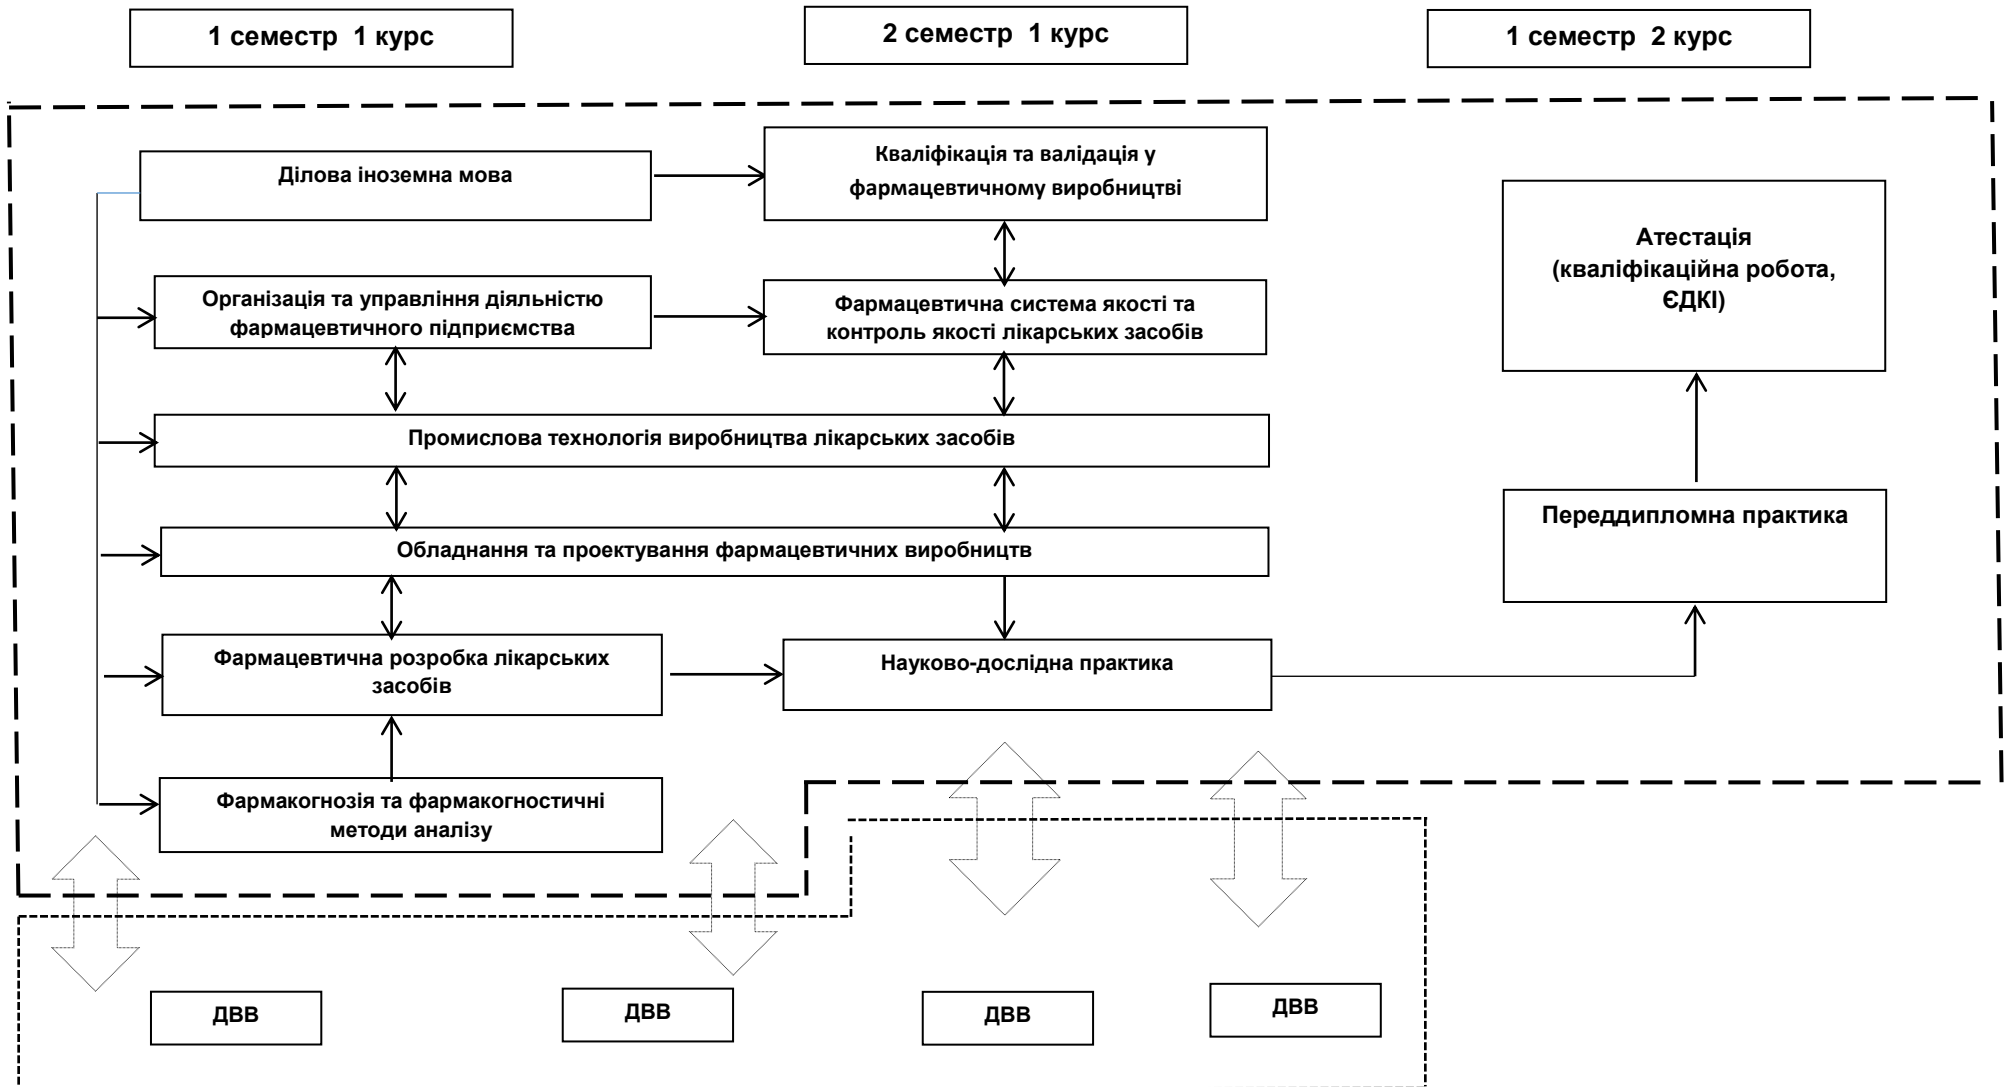 1 семестр 1 курс
2 семестр 1 курс
1 семестр 2 курс
Ділова іноземна мова
Кваліфікація та валідація у
фармацевтичному виробництві
Атестація
(кваліфікаційна робота,
ЄДКІ)
Організація та управління діяльністю
фармацевтичного підприємства
Фармацевтична система якості та
контроль якості лікарських засобів
Промислова технологія виробництва лікарських засобів
Переддипломна практика
Обладнання та проектування фармацевтичних виробництв
Фармацевтична розробка лікарських
засобів
Науково-дослідна практика
Фармакогнозія та фармакогностичні
методи аналізу
ДВВ
ДВВ
ДВВ
ДВВ